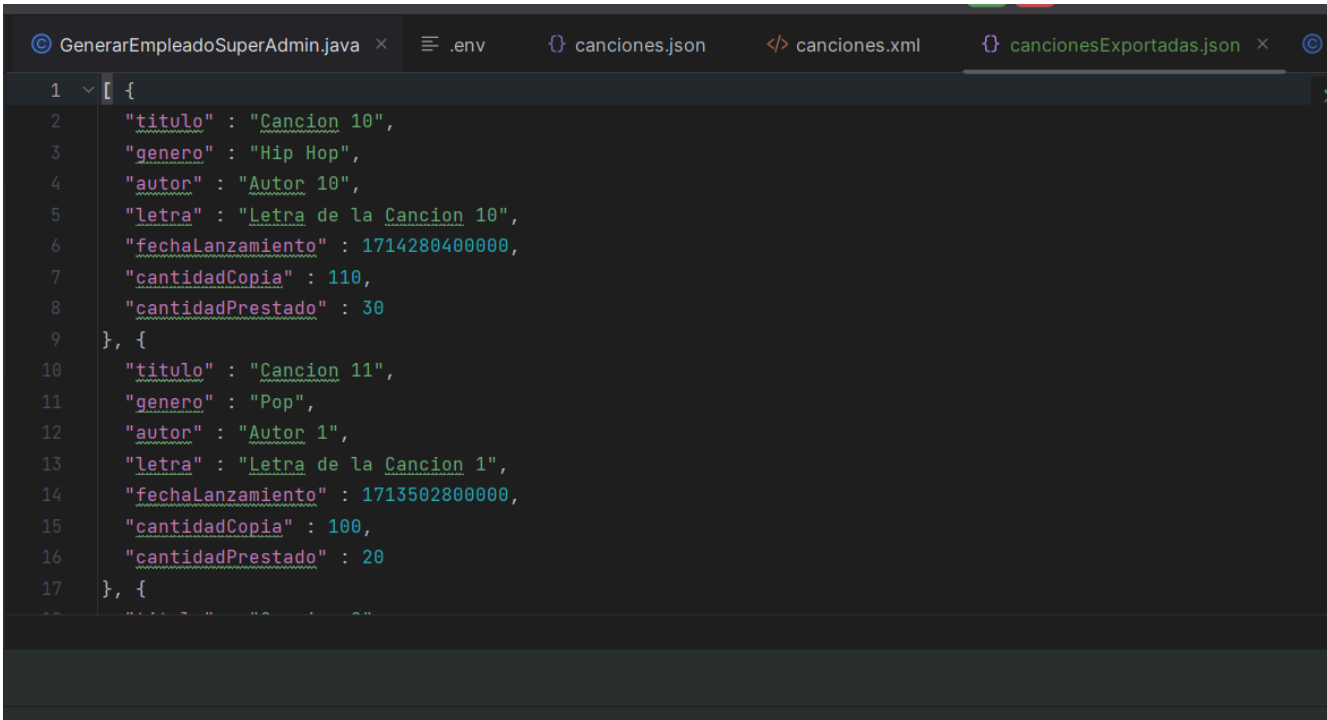 GenerarEmpleadoSuperAdmin.java .env canciones.json canciones.xml cancionesExportadas.json
1 [ {
2 "titulo" : "Cancion 10",
3 "genero" : "Hip Hop",
4 "autor" : "Autor 10",
5 "letra" : "Letra de la Cancion 10",
6 "fechaLanzamiento" : 1714280400000,
7 "cantidadCopia" : 110,
8 "cantidadPrestado" : 30
9 }, {
10 "titulo" : "Cancion 11",
11 "genero" : "Pop",
12 "autor" : "Autor 1",
13 "letra" : "Letra de la Cancion 1",
14 "fechaLanzamiento" : 1713502800000,
15 "cantidadCopia" : 100,
16 "cantidadPrestado" : 20
17 }, {